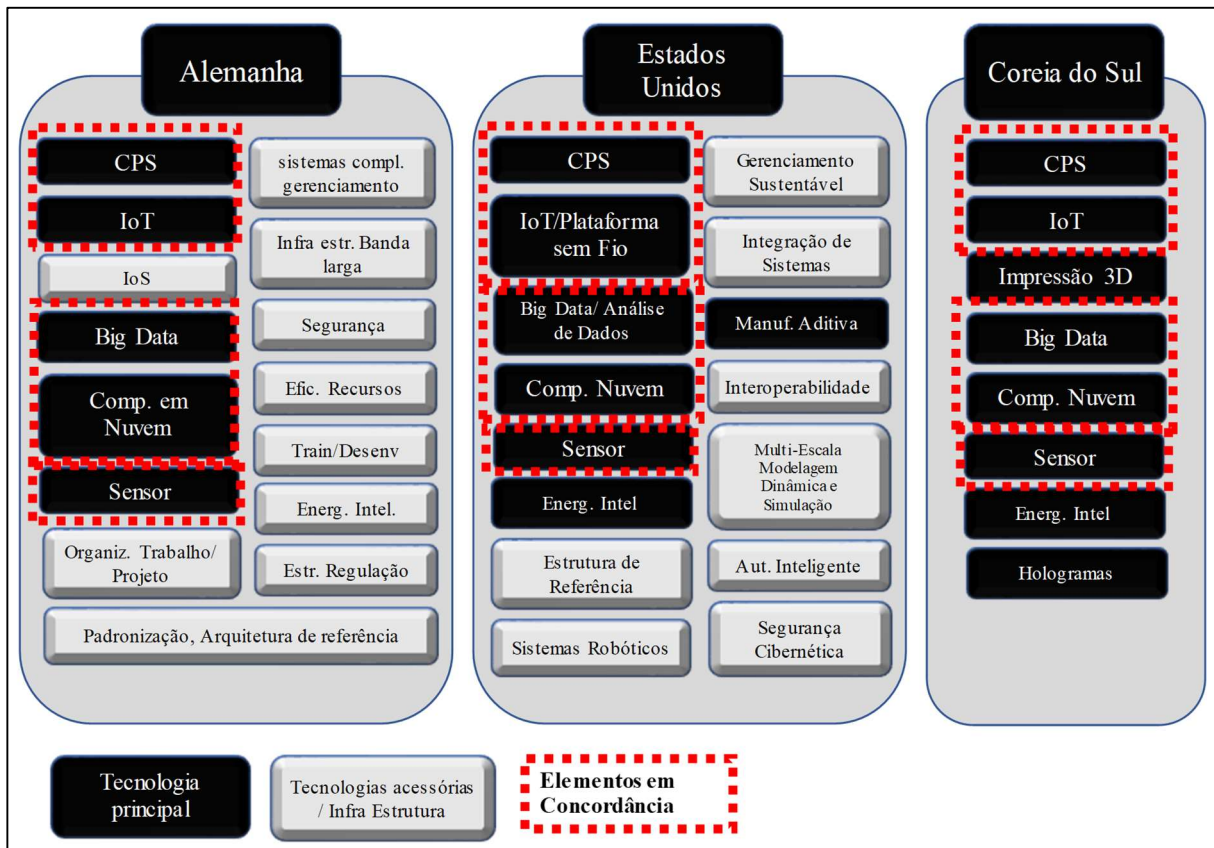 Alemanha
CPS
IoT
IoS
Big Data
Comp. em
Nuvem
Sensor
Organiz. Trabalho/
Projeto
sistemas compl.
gerenciamento
Infra estr. Banda
larga
Segurança
Efic. Recursos
Train/Desenv
Energ. Intel.
Estr. Regulação
Padronização, Arquitetura de referência
Estados
Unidos
CPS
IoT/Plataforma
sem Fio
Big Data/ Análise
de Dados
Comp. Nuvem
Sensor
Energ. Intel
Estrutura de
Referência
Sistemas Robóticos
Gerenciamento
Sustentável
Integração de
Sistemas
Manuf. Aditiva
Interoperabilidade
Multi-Escala
Modelagem
Dinâmica e
Simulação
Aut. Inteligente
Segurança
Cibernética
Coreia do Sul
CPS
IoT
Impressão 3D
Big Data
Comp. Nuvem
Sensor
Energ. Intel
Hologramas
Tecnologia
principal
Tecnologias acessórias
/ Infra Estrutura
Elementos em
Concordância